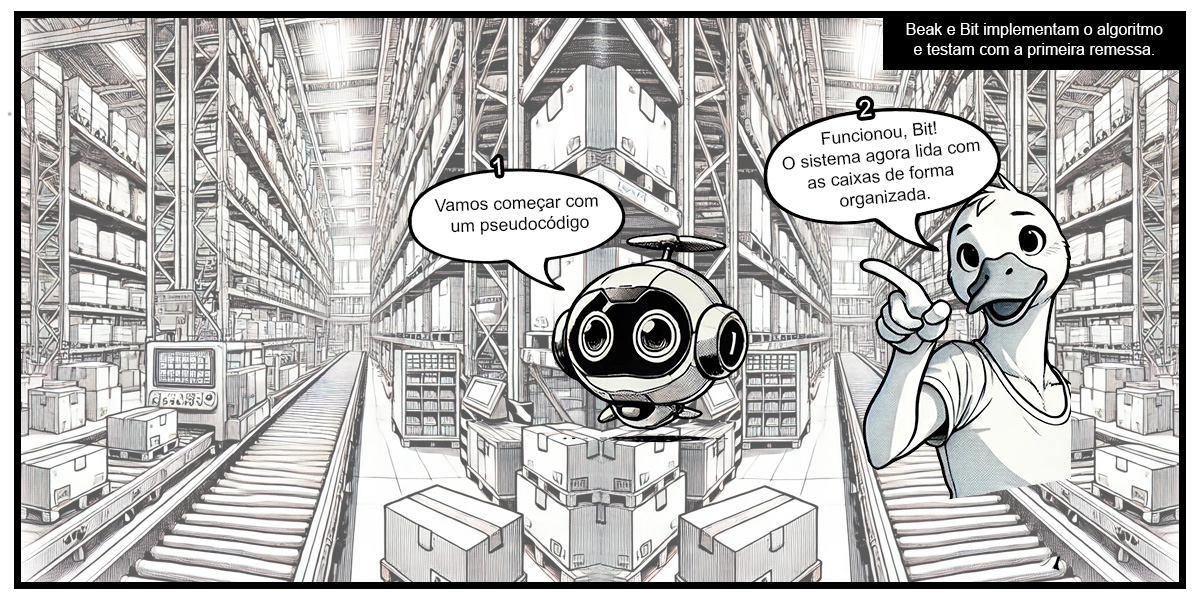 Beak e Bit implementam o algoritmo
e testam com a primeira remessa.
1
Vamos começar com
um pseudocódigo
2
Funcionou, Bit!
O sistema agora lida com
as caixas de forma
organizada.